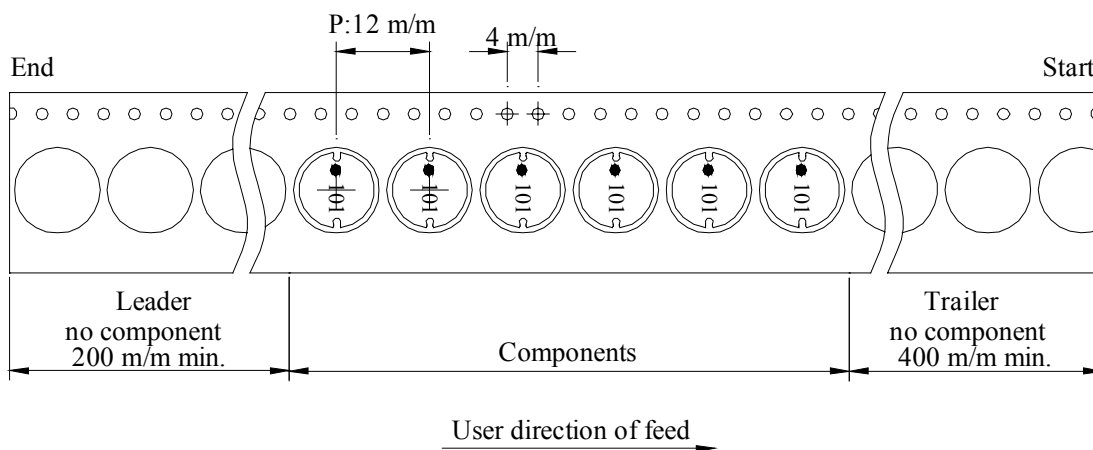 P:12 m/m
4 m/m
End
Start
101
101
101
101
101
101
Leader
no component
200 m/m min.
Components
Trailer
no component
400 m/m min.
User direction of feed